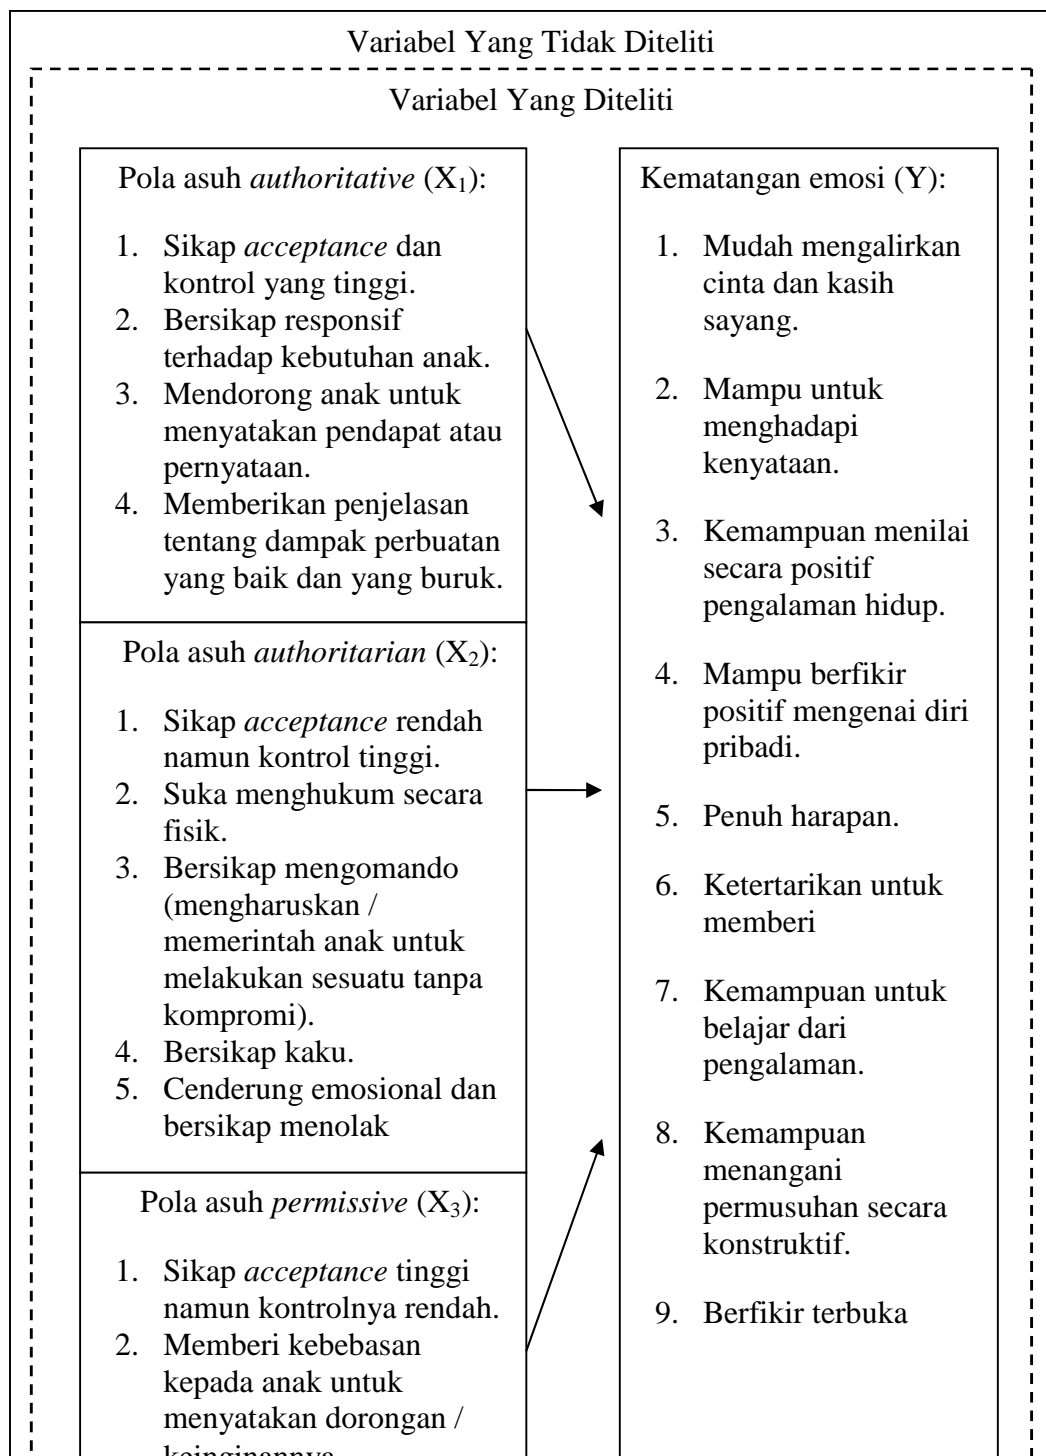 Variabel Yang Tidak Diteliti
Variabel Yang Diteliti
Pola asuh authoritative (X1):
1. Sikap acceptance dan
kontrol yang tinggi.
2. Bersikap responsif
terhadap kebutuhan anak.
3. Mendorong anak untuk
menyatakan pendapat atau
pernyataan.
4. Memberikan penjelasan
tentang dampak perbuatan
yang baik dan yang buruk.
Pola asuh authoritarian (X2):
1. Sikap acceptance rendah
namun kontrol tinggi.
2. Suka menghukum secara
fisik.
3. Bersikap mengomando
(mengharuskan /
memerintah anak untuk
melakukan sesuatu tanpa
kompromi).
4. Bersikap kaku.
5. Cenderung emosional dan
bersikap menolak
Pola asuh permissive (X3):
1. Sikap acceptance tinggi
namun kontrolnya rendah.
2. Memberi kebebasan
kepada anak untuk
menyatakan dorongan /
Kematangan emosi (Y):
1. Mudah mengalirkan
cinta dan kasih
sayang.
2. Mampu untuk
menghadapi
kenyataan.
3. Kemampuan menilai
secara positif
pengalaman hidup.
4. Mampu berfikir
positif mengenai diri
pribadi.
5. Penuh harapan.
6. Ketertarikan untuk
memberi
7. Kemampuan untuk
belajar dari
pengalaman.
8. Kemampuan
menangani
permusuhan secara
konstruktif.
9. Berfikir terbuka